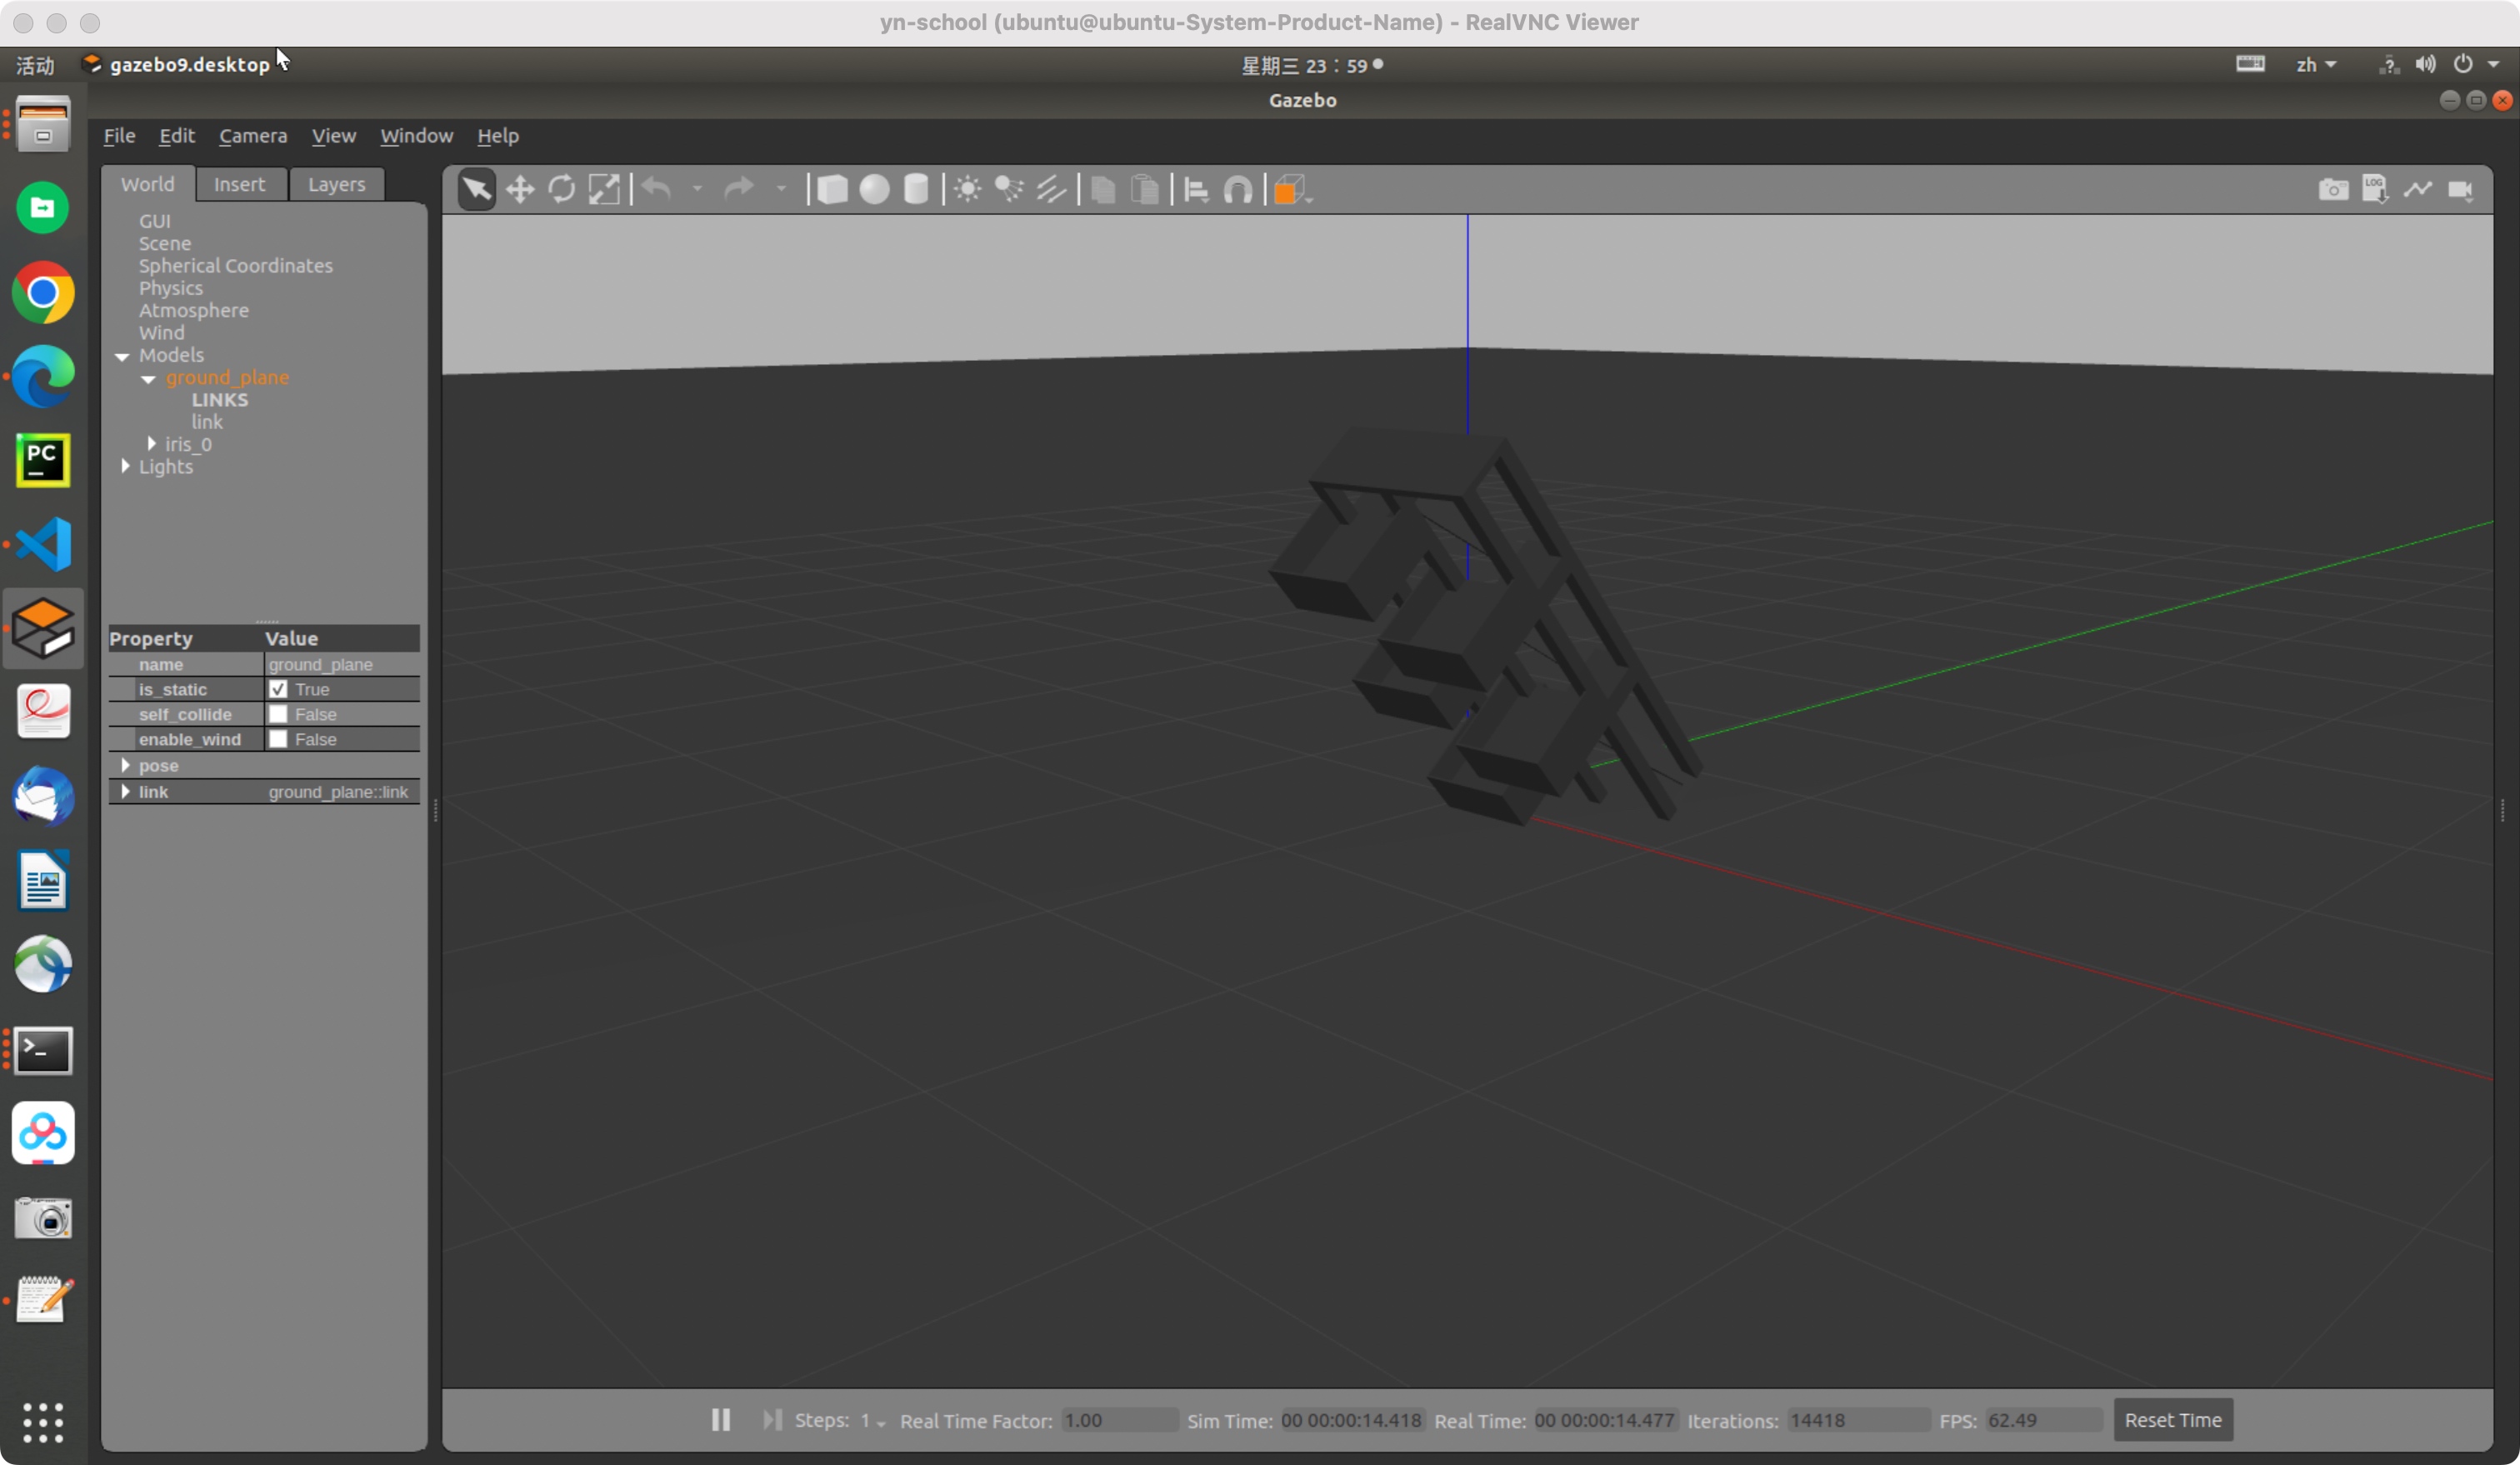 yn-school (ubuntu@ubuntu-System-Product-Name) - RealVNC Viewer
活动 gazebo9.desktop 星期三 23：59 zh
Gazebo
File Edit Camera View Window Help
World Insert Layers
GUI
Scene
Spherical Coordinates
Physics
Atmosphere
Wind
Models
ground_plane
LINKS
link
iris_0
Lights
Property Value
name ground_plane
is_static True
self_collide False
enable_wind False
pose
link ground_plane::link
LOG
PC
Steps: 1 Real Time Factor: 1.00 Sim Time: 00 00:00:14.418 Real Time: 00 00:00:14.477 Iterations: 14418 FPS: 62.49 Reset Time